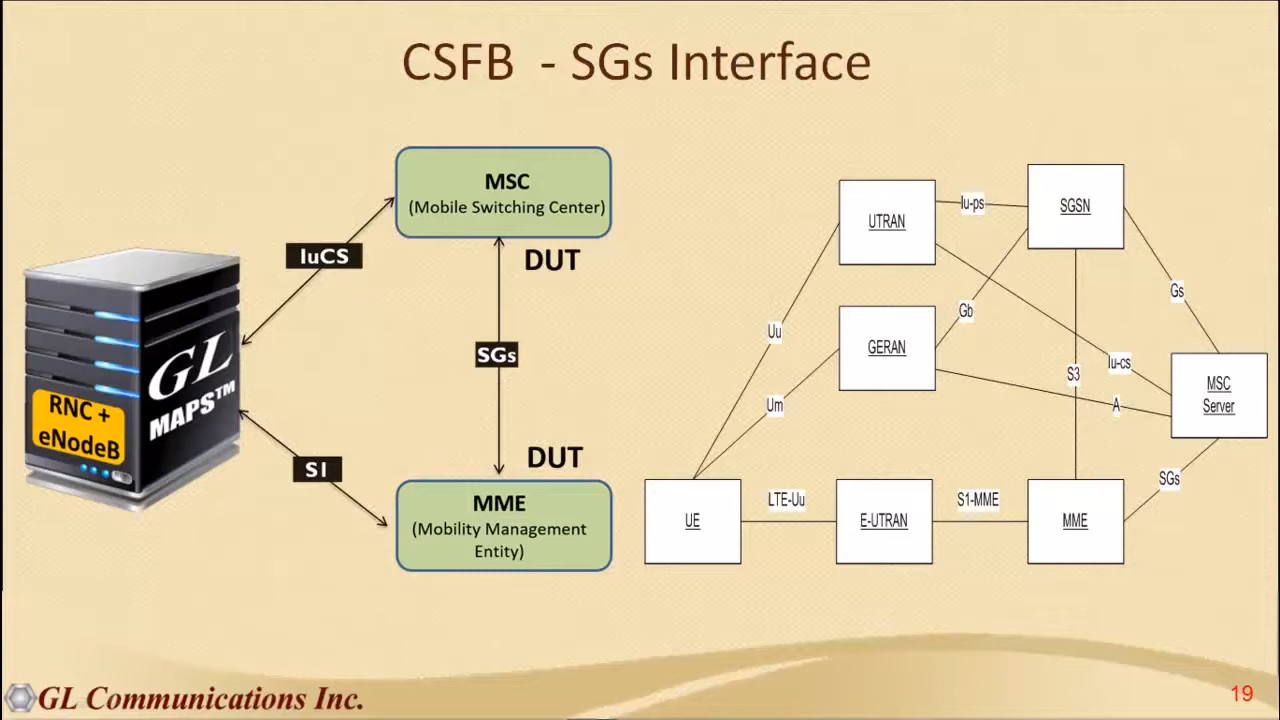 CSFB - SGs Interface
MSC
(Mobile Switching Center)
DUT
IuCS
SGs
GL
MAPS™
RNC +
eNodeB
SI
DUT
MME
(Mobility Management
Entity)
UTRAN
Iu-ps
SGSN
Uu
GERAN
Gb
Gs
Um
Iu-cs
S3
A
MSC
Server
SGs
UE
LTE-Uu
E-UTRAN
S1-MME
MME
GL Communications Inc.
19